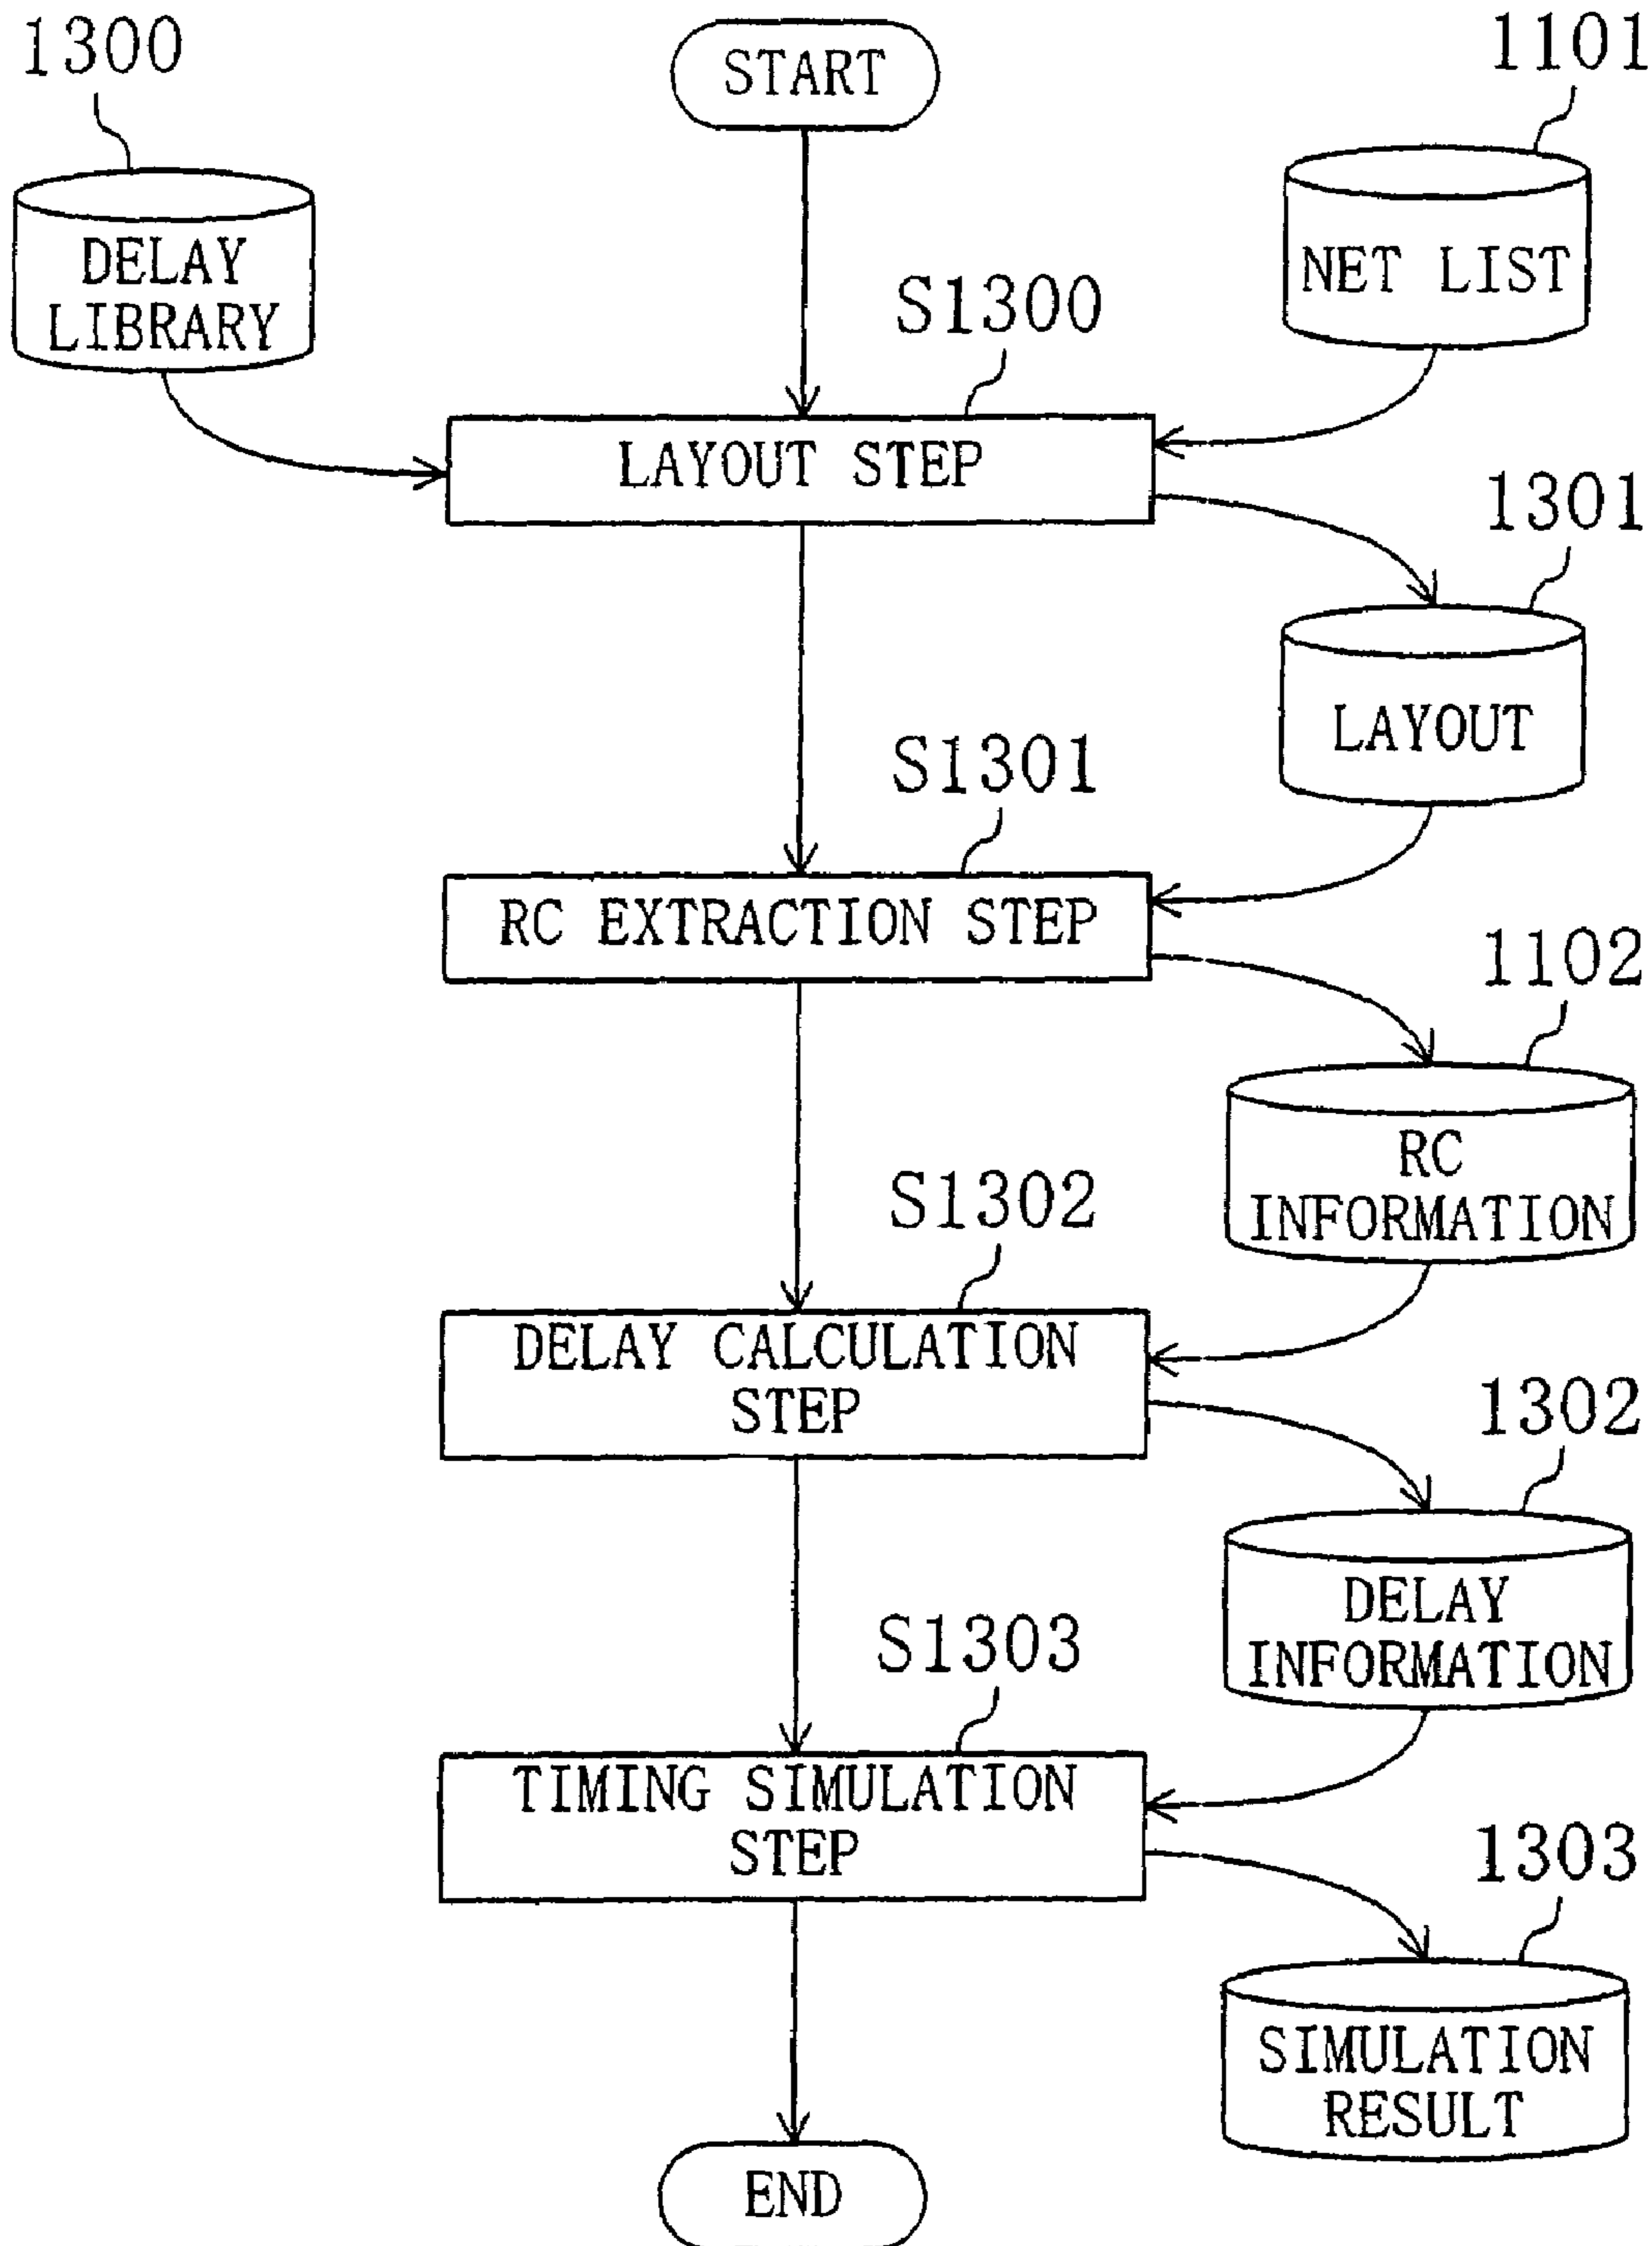 1300
START
1101
DELAY
LIBRARY
NET LIST
S1300
LAYOUT STEP
1301
LAYOUT
S1301
RC EXTRACTION STEP
1102
RC
INFORMATION
S1302
DELAY CALCULATION
STEP
1302
DELAY
INFORMATION
S1303
TIMING SIMULATION
STEP
1303
SIMULATION
RESULT
END